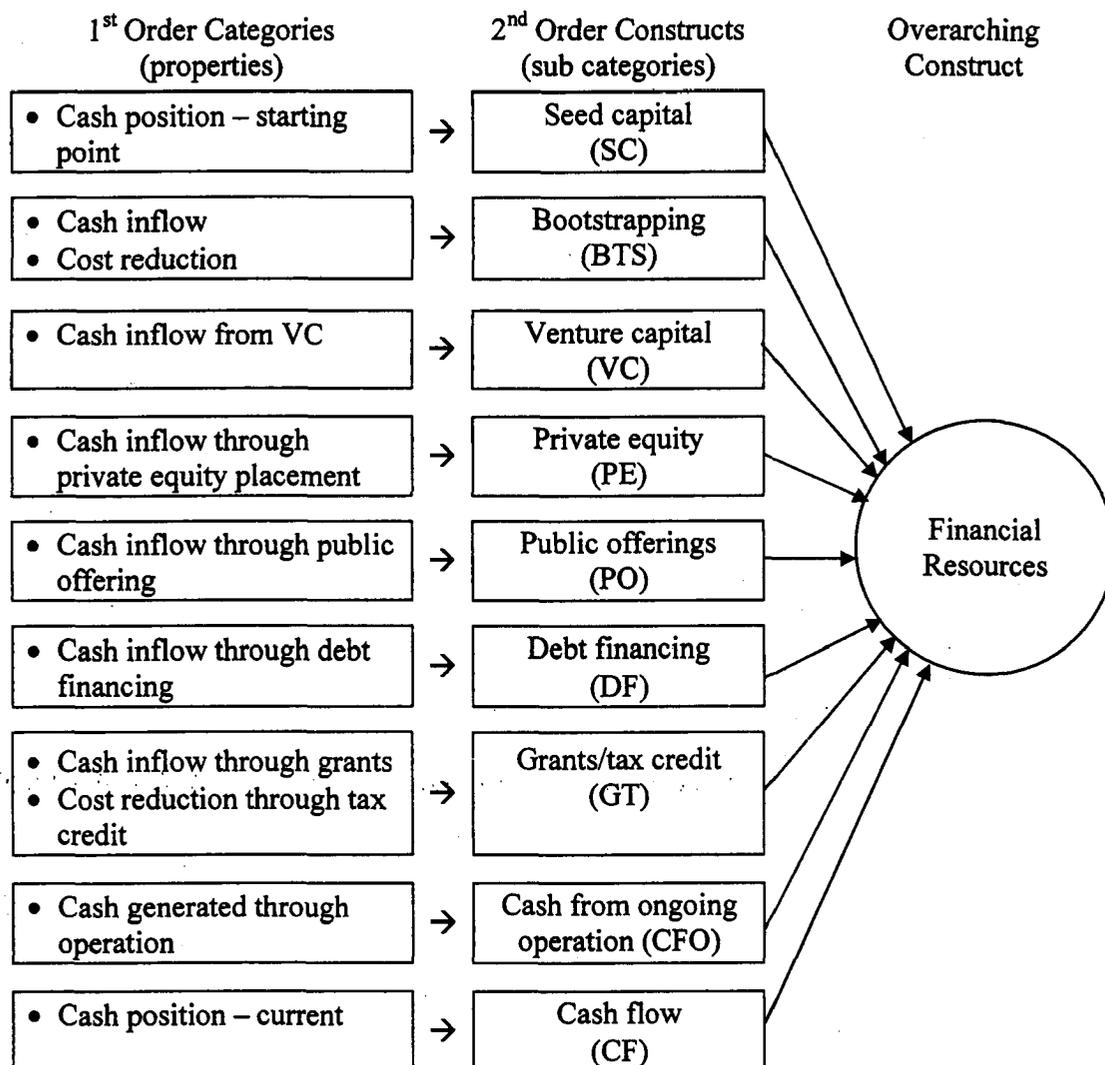 1st Order Categories
(properties)
2nd Order Constructs
(sub categories)
Overarching
Construct
• Cash position – starting
point
→
Seed capital
(SC)
• Cash inflow
• Cost reduction
→
Bootstrapping
(BTS)
• Cash inflow from VC
→
Venture capital
(VC)
• Cash inflow through
private equity placement
→
Private equity
(PE)
• Cash inflow through public
offering
→
Public offerings
(PO)
• Cash inflow through debt
financing
→
Debt financing
(DF)
• Cash inflow through grants
• Cost reduction through tax
credit
→
Grants/tax credit
(GT)
• Cash generated through
operation
→
Cash from ongoing
operation (CFO)
• Cash position – current
→
Cash flow
(CF)
Financial
Resources